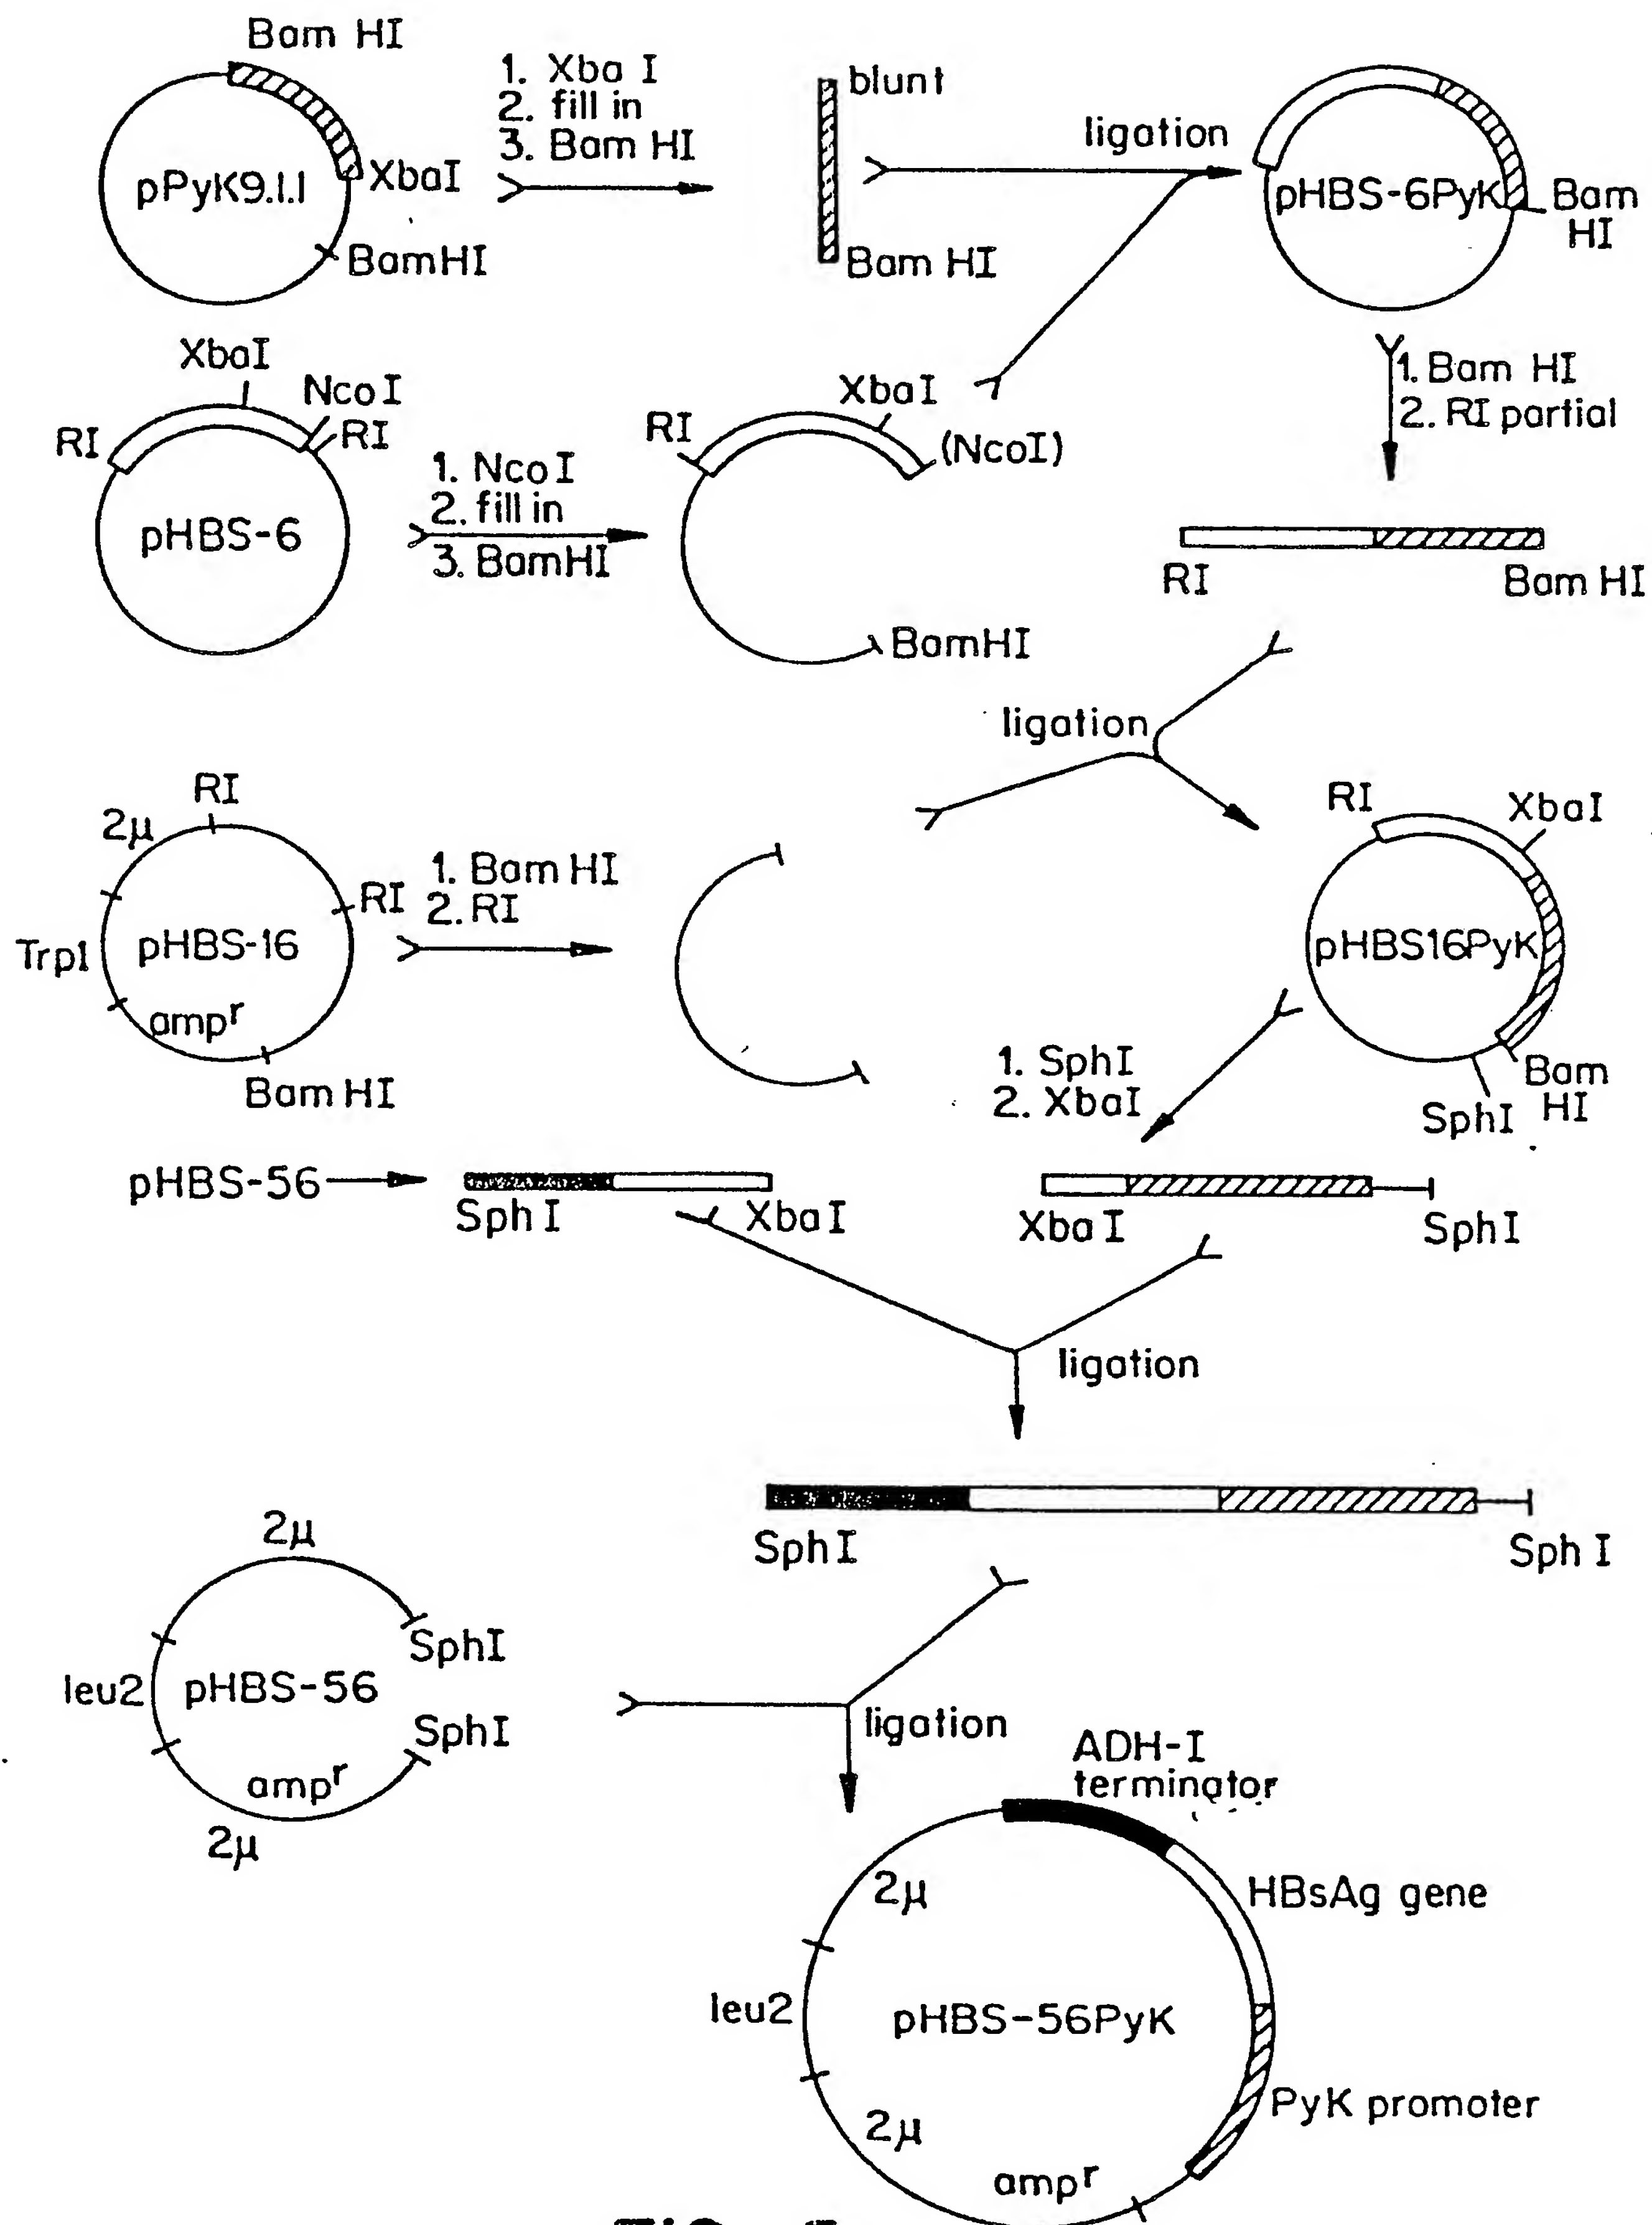 Bam HI
1. Xba I
2. fill in
3. Bam HI
blunt
ligation
pPyK9.1.1
XbaI
BamHI
Bam HI
pHBS-6PyK
Bam
HI
XbaI
NcoI
RI
RI
pHBS-6
1. NcoI
2. fill in
3. BamHI
XbaI
RI
(NcoI)
BamHI
1. Bam HI
2. RI partial
RI
Bam HI
ligation
RI
2μ
RI
Trp1
pHBS-16
ampʳ
Bam HI
1. Bam HI
2. RI
RI
XbaI
pHBS16PyK
Bam
HI
SphI
1. SphI
2. XbaI
pHBS-56
Sph I
Xba I
Xba I
SphI
ligation
Sph I
Sph I
2μ
SphI
leu2
pHBS-56
SphI
ampʳ
2μ
ligation
ADH-I
terminator
2μ
HBsAg gene
leu2
pHBS-56PyK
PyK promoter
2μ
ampʳ